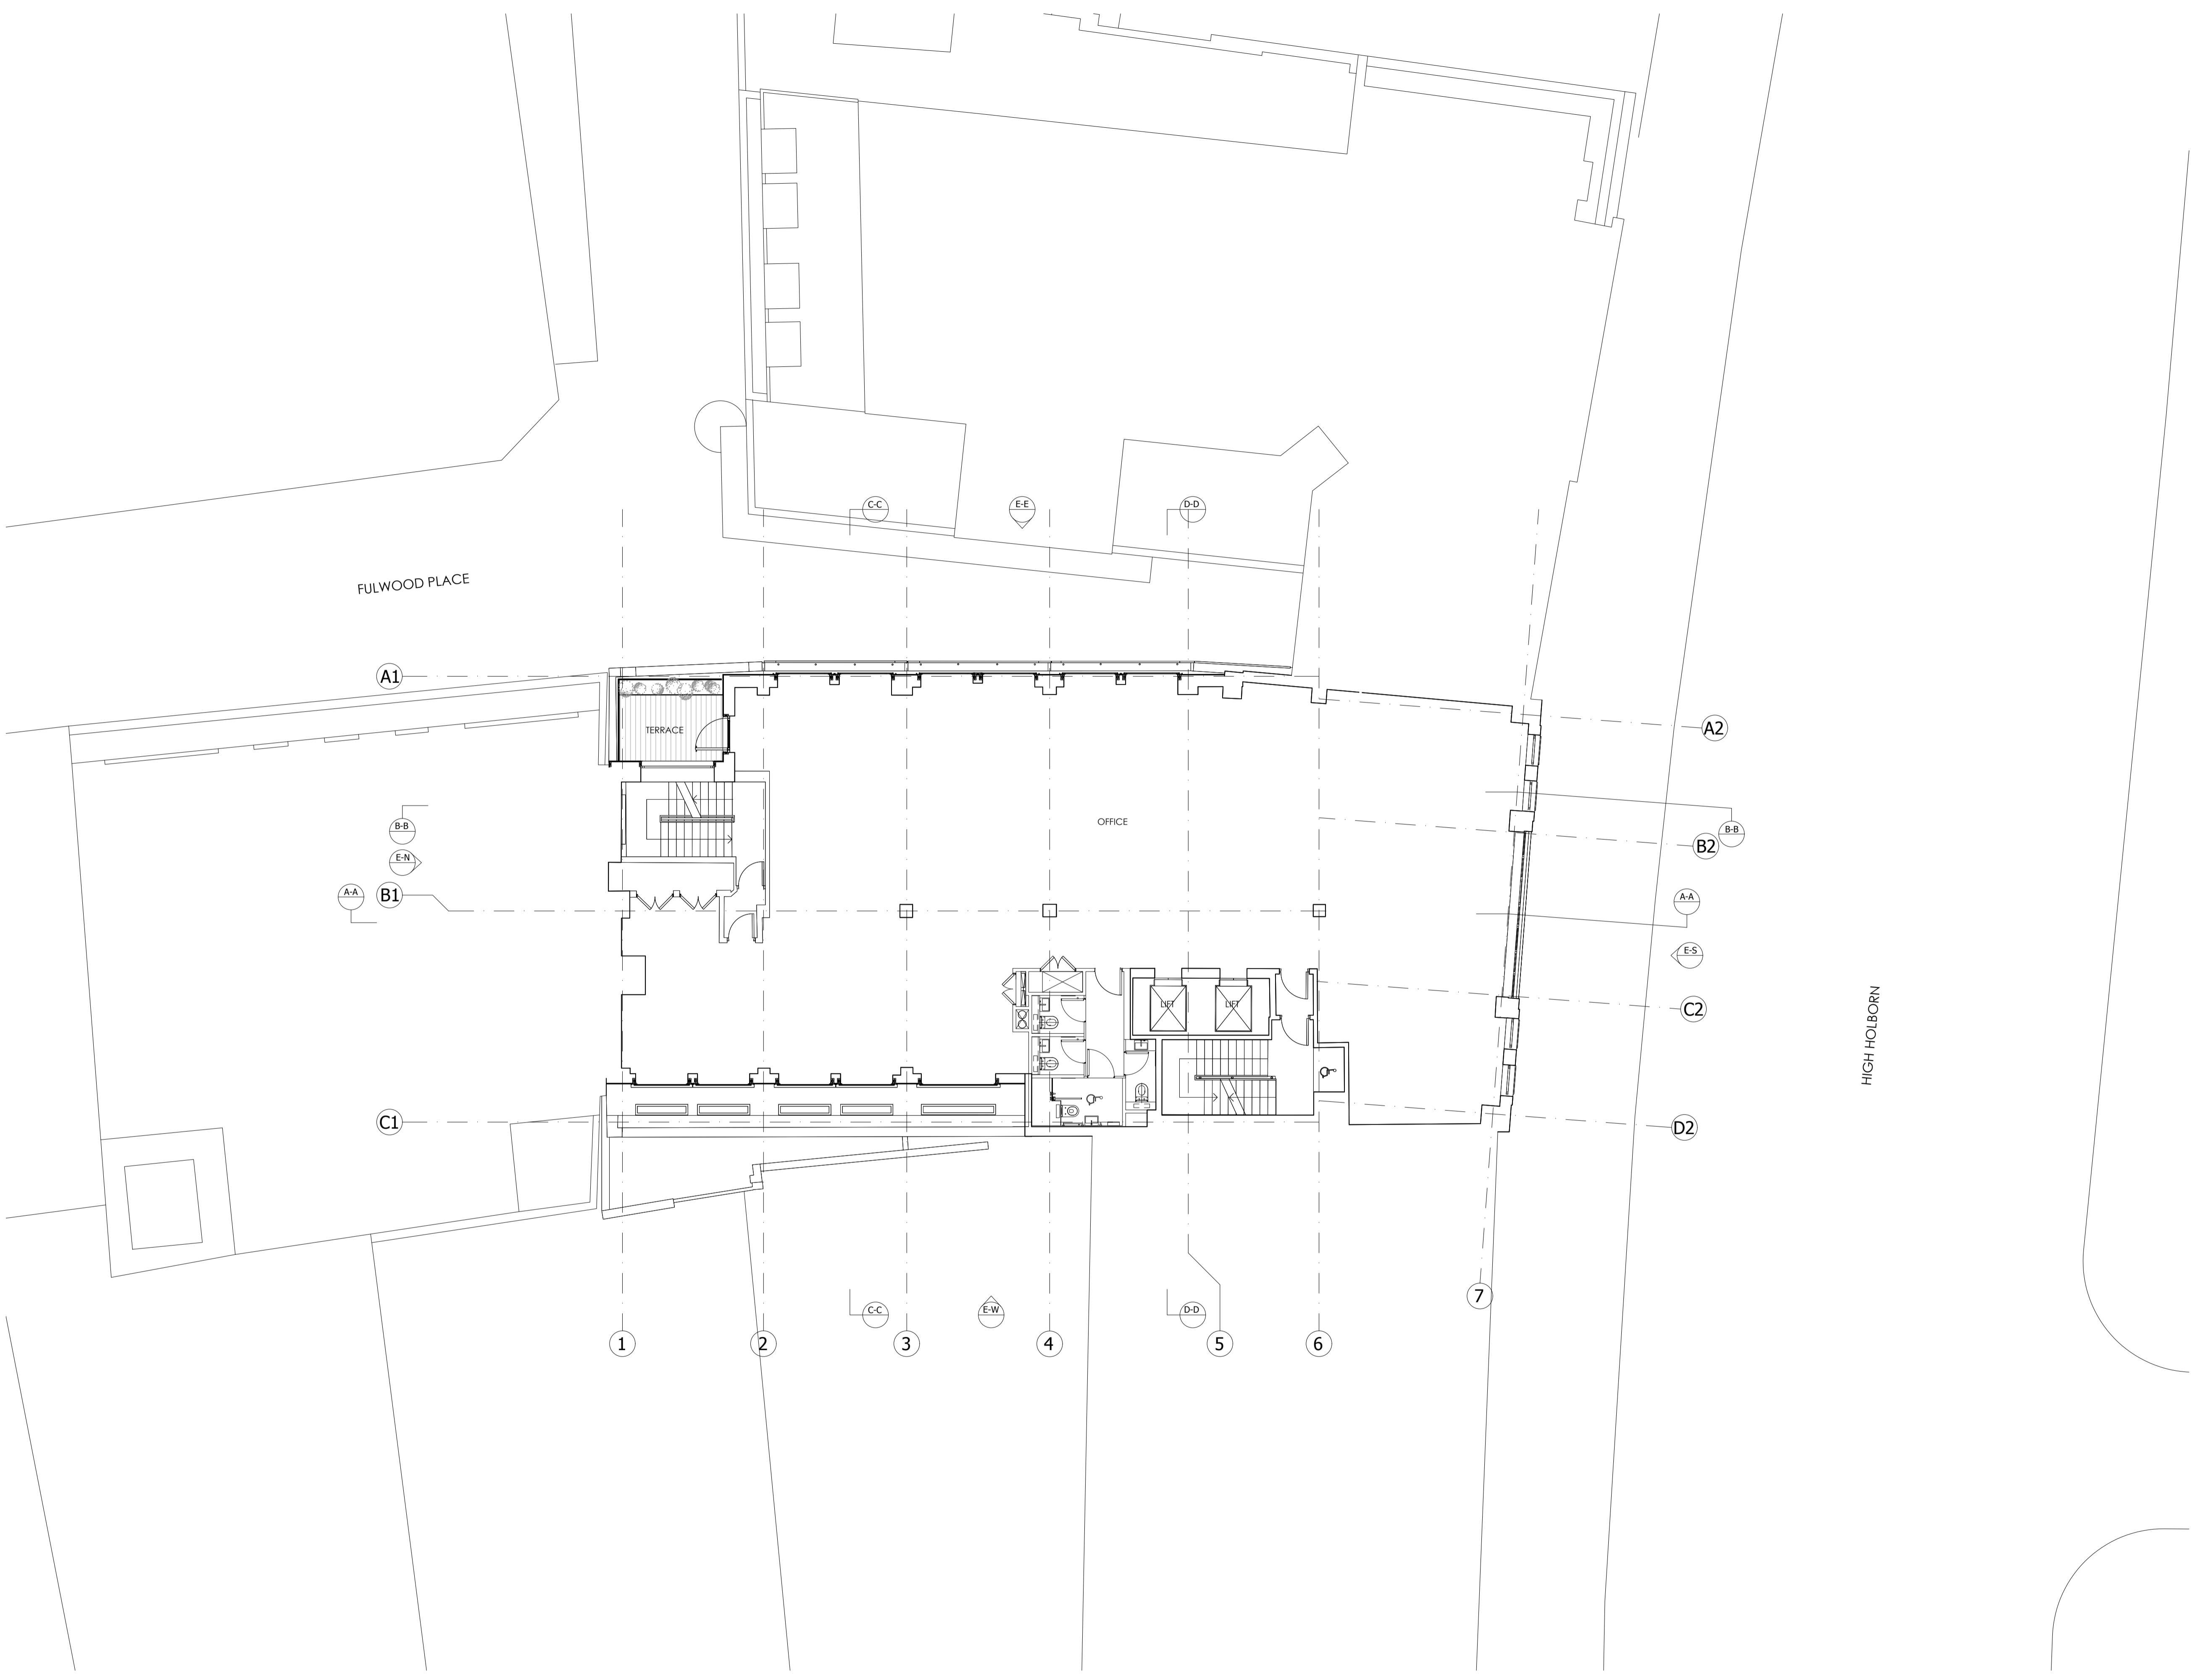 C-C
E-E
D-D
FULWOOD PLACE
A1
TERRACE
A2
B-B
OFFICE
B-B
B2
E-N
A-A
B1
A-A
E-S
LIFT
LIFT
C2
HIGH HOLBORN
C1
D2
7
C-C
E-W
D-D
1
2
3
4
5
6